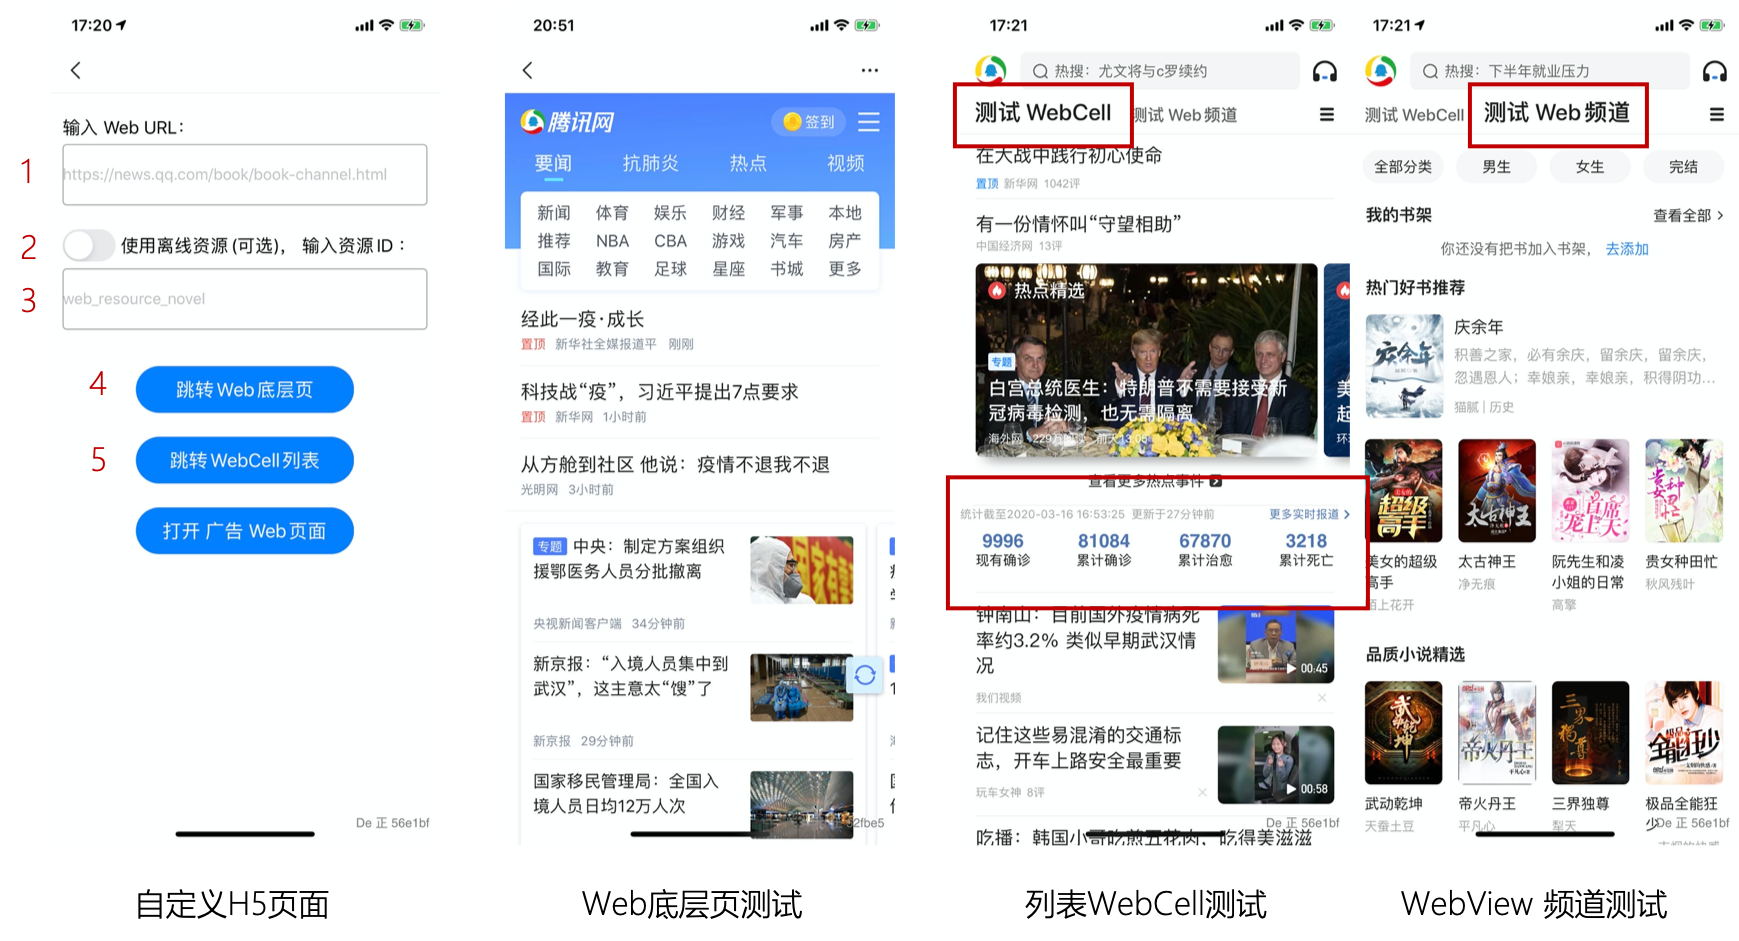 17:20
输入 Web URL：
1
https://news.qq.com/book/book-channel.html
2
使用离线资源(可选)， 输入资源ID：
3
web_resource_novel
4
跳转Web底层页
5
跳转WebCell列表
打开 广告 Web页面
De 正 56e1bf
自定义H5页面
20:51
腾讯网
签到
要闻 抗肺炎 热点 视频
新闻 体育 娱乐 财经 军事 本地
推荐 NBA CBA 游戏 汽车 房产
国际 教育 足球 星座 书城 更多
经此一疫·成长
置顶 新华社全媒报道平 刚刚
科技战“疫”，习近平提出7点要求
置顶 新华网 1小时前
从方舱到社区 他说：疫情不退我不退
光明网 3小时前
专题 中央：制定方案组织
援鄂医务人员分批撤离
央视新闻客户端 34分钟前
新京报：“入境人员集中到
武汉”，这主意太“馊”了
新京报 29分钟前
国家移民管理局：全国入
境人员日均12万人次
52fbe5
Web底层页测试
17:21
热搜：尤文将与c罗续约
测试 WebCell
测试 Web频道
在大战中践行初心使命
置顶 新华网 1042评
有一份情怀叫“守望相助”
中国经济网 13评
热点精选
专题
白宫总统医生：特朗普不需要接受新
冠病毒检测，也无需隔离
海外网 229万阅读 前天13:08
美
起
环
查看更多热点事件
统计截至2020-03-16 16:53:25 更新于27分钟前
更多实时报道
9996 81084 67870 3218
现有确诊 累计确诊 累计治愈 累计死亡
钟南山：目前国外疫情病死
率约3.2% 类似早期武汉情
况
00:45
我们视频
记住这些易混淆的交通标
志，开车上路安全最重要
00:58
玩车女神 8评
De 正 56e1bf
吃播：韩国小哥吃煎五花肉，吃得美滋滋
列表WebCell测试
17:21
热搜：下半年就业压力
测试 WebCell
测试 Web频道
全部分类 男生 女生 完结
我的书架
查看全部
你还没有把书加入书架， 去添加
热门好书推荐
庆余年
积善之家，必有余庆，留余庆，留余庆，
忽遇恩人；幸娘亲，幸娘亲，积得阴功...
猫腻 | 历史
美女的超级
高手
陌上花开
太古神王
净无痕
阮先生和凌
小姐的日常
高擎
贵女种田忙
秋风残叶
品质小说精选
武动乾坤
天蚕土豆
帝火丹王
平凡心
三界独尊
犁天
极品全能狂
少
De 正 56e1bf
WebView 频道测试